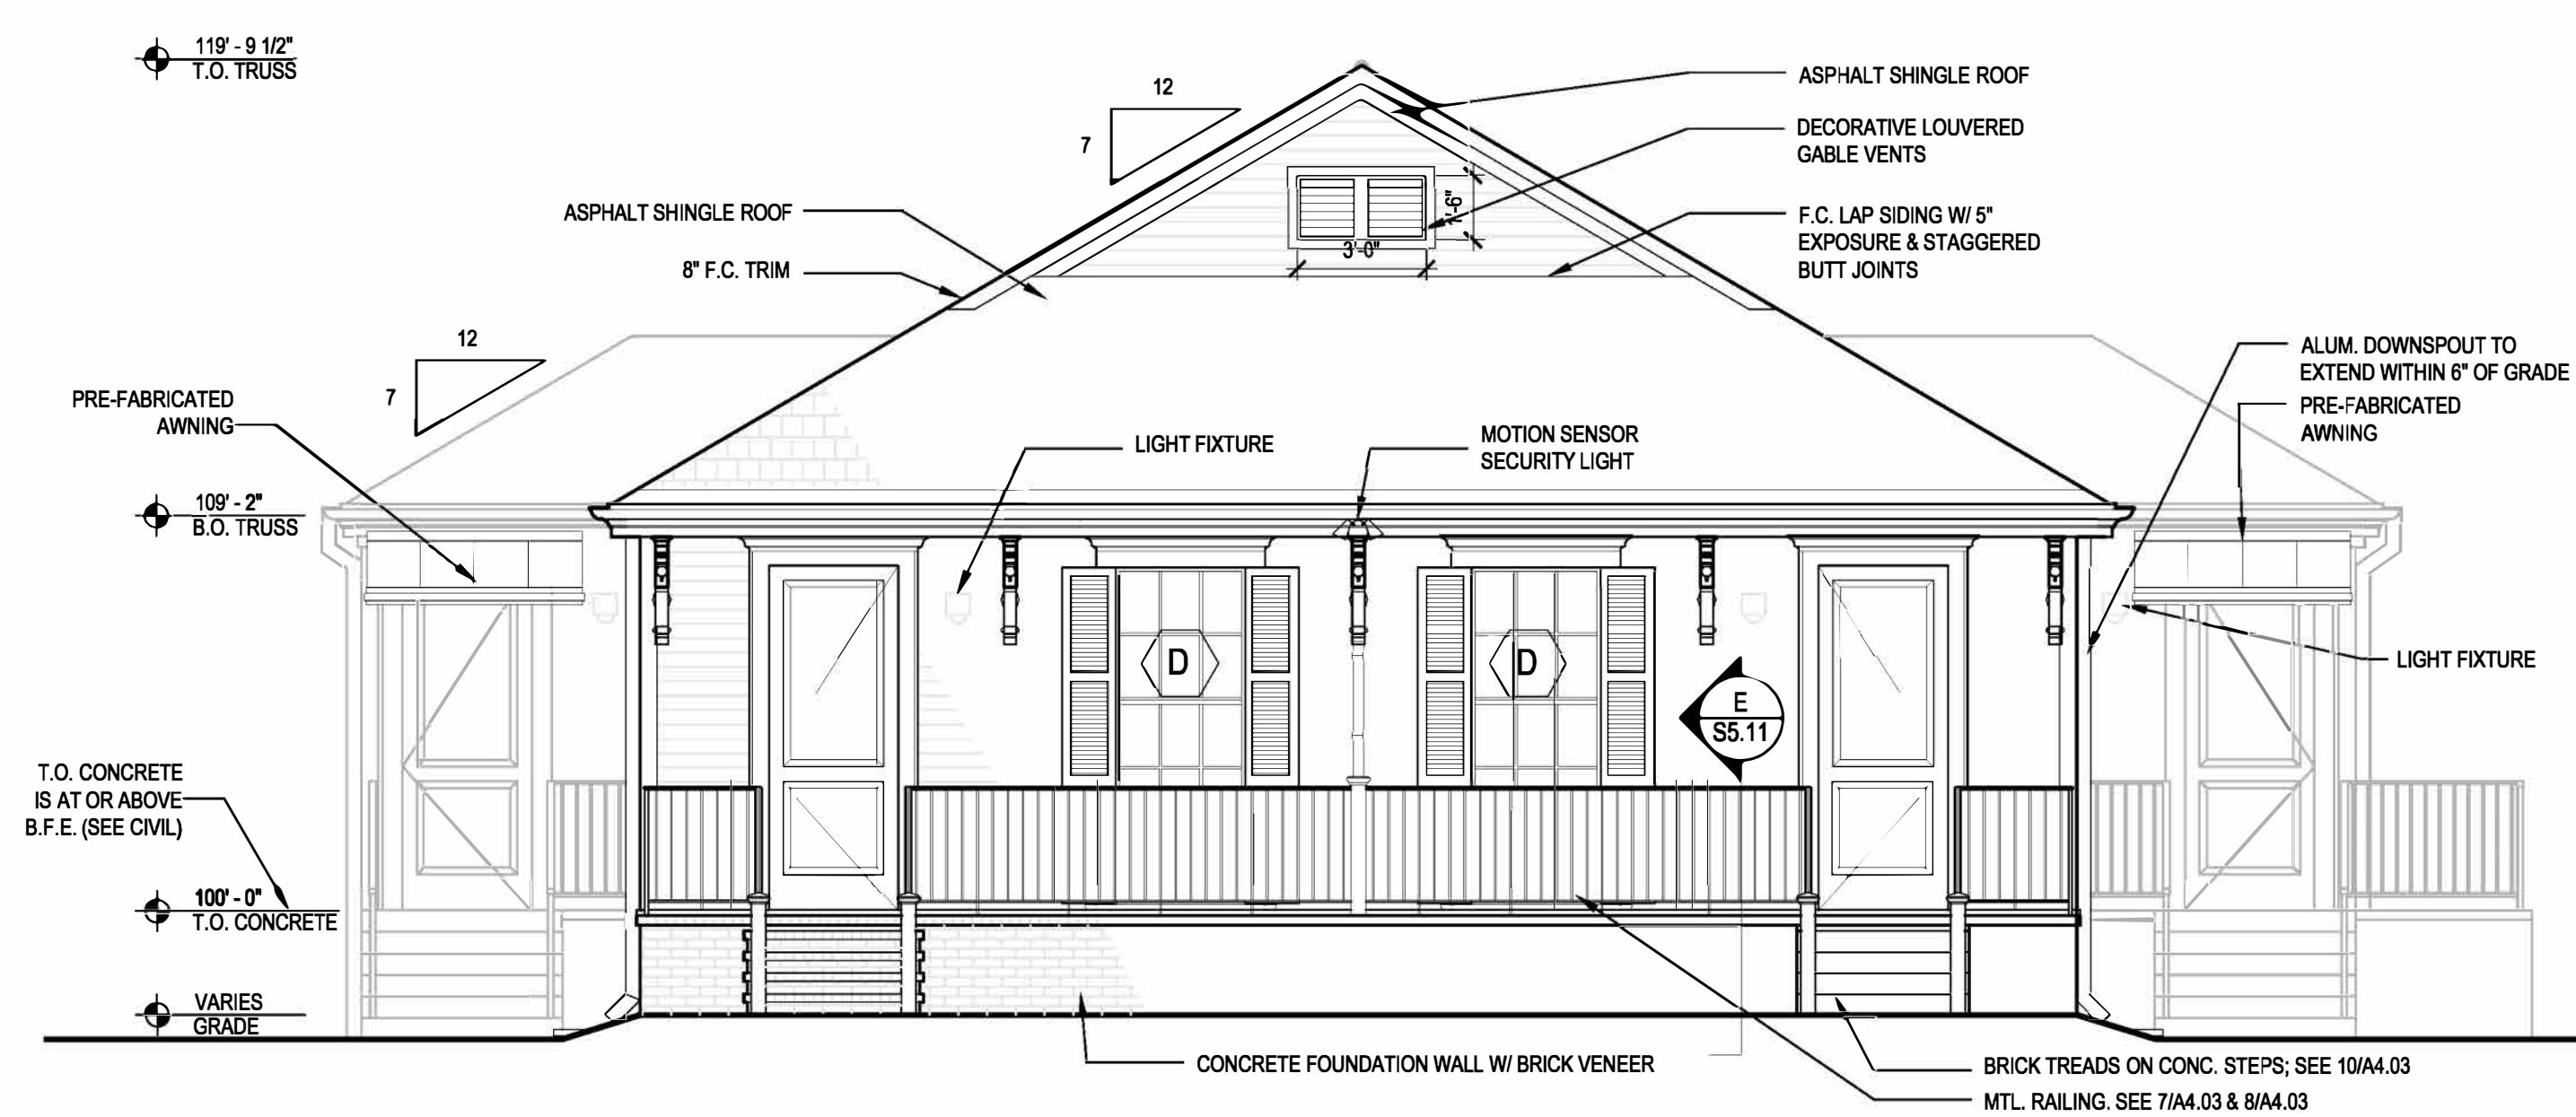 119' - 9 1/2"
T.O. TRUSS
12
7
ASPHALT SHINGLE ROOF
DECORATIVE LOUVERED
GABLE VENTS
3'-0"
F.C. LAP SIDING W/ 5"
EXPOSURE & STAGGERED
BUTT JOINTS
ASPHALT SHINGLE ROOF
8" F.C. TRIM
12
7
PRE-FABRICATED
AWNING
ALUM. DOWNSPOUT TO
EXTEND WITHIN 6" OF GRADE
PRE-FABRICATED
AWNING
LIGHT FIXTURE
MOTION SENSOR
SECURITY LIGHT
109' - 2"
B.O. TRUSS
D
D
LIGHT FIXTURE
E
S5.11
T.O. CONCRETE
IS AT OR ABOVE
B.F.E. (SEE CIVIL)
100' - 0"
T.O. CONCRETE
VARIES
GRADE
CONCRETE FOUNDATION WALL W/ BRICK VENEER
BRICK TREADS ON CONC. STEPS; SEE 10/A4.03
MTL. RAILING. SEE 7/A4.03 & 8/A4.03